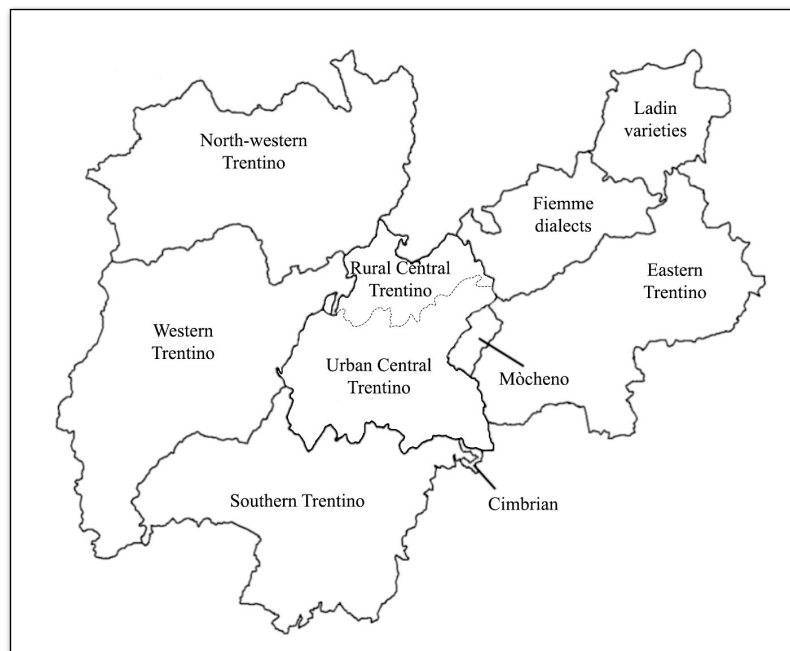 Ladin
varieties
North-western
Trentino
Fiemme
dialects
Rural Central
Trentino
Eastern
Trentino
Western
Trentino
Urban Central
Trentino
Mòcheno
Southern Trentino
Cimbrian